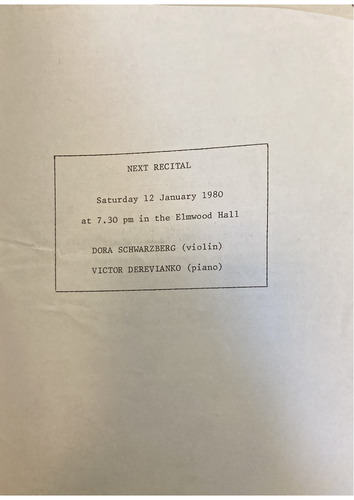 NEXT RECITAL
Saturday 12 January 1980
at 7.30 pm in the Elmwood Hall
DORA SCHWARZBERG (violin)
VICTOR DEREVIANKO (piano)